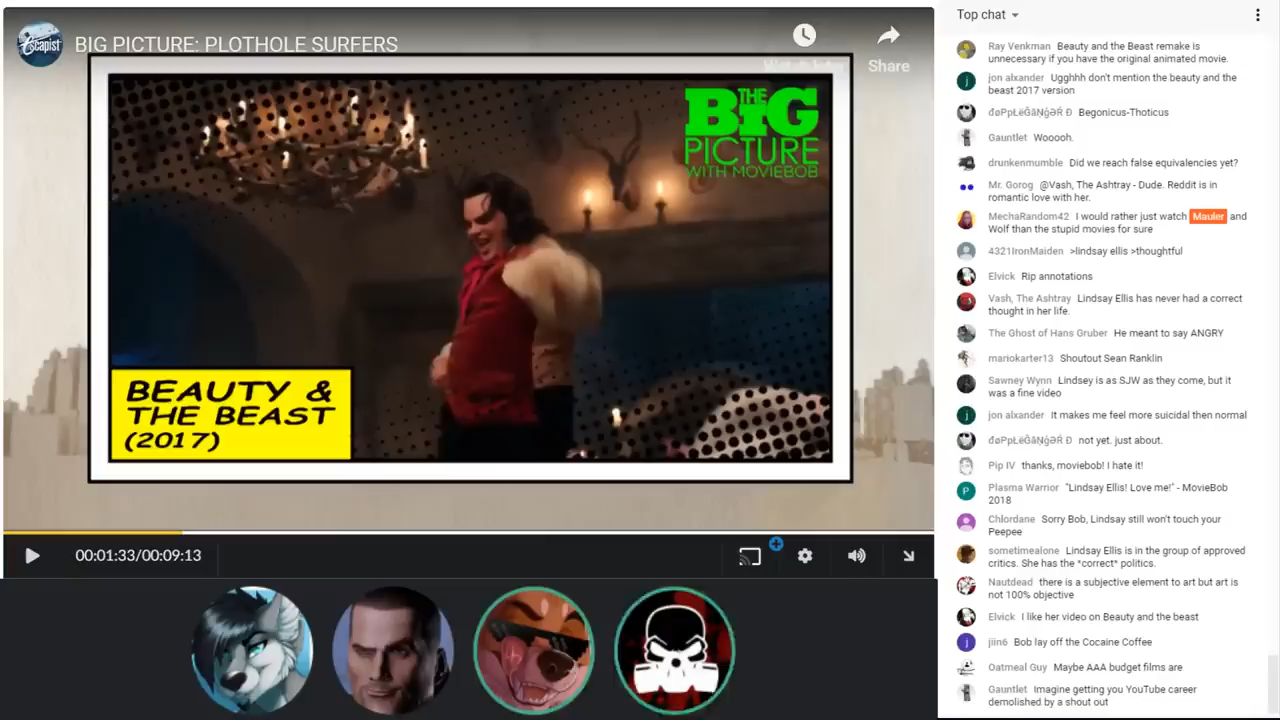 Escapist
BIG PICTURE: PLOTHOLE SURFERS
Watch later
Share
THE
BIG
PICTURE
WITH MOVIEBOB
BEAUTY &
THE BEAST
(2017)
00:01:33/00:09:13
Top chat
Ray Venkman Beauty and the Beast remake is
unnecessary if you have the original animated movie.
jon alxander Ugghhh don't mention the beauty and the
beast 2017 version
Begonicus-Thoticus
Gauntlet Wooooh.
drunkenmumble Did we reach false equivalencies yet?
Mr. Gorog @Vash, The Ashtray - Dude. Reddit is in
romantic love with her.
MechaRandom42 I would rather just watch Mauler and
Wolf than the stupid movies for sure
4321IronMaiden >lindsay ellis >thoughtful
Elvick Rip annotations
Vash, The Ashtray Lindsay Ellis has never had a correct
thought in her life.
The Ghost of Hans Gruber He meant to say ANGRY
mariokarter13 Shoutout Sean Ranklin
Sawney Wynn Lindsey is as SJW as they come, but it
was a fine video
jon alxander It makes me feel more suicidal then normal
not yet. just about.
Pip IV thanks, moviebob! I hate it!
P
Plasma Warrior "Lindsay Ellis! Love me!" - MovieBob
2018
Chlordane Sorry Bob, Lindsay still won't touch your
Peepee
sometimealone Lindsay Ellis is in the group of approved
critics. She has the *correct* politics.
Nautdead there is a subjective element to art but art is
not 100% objective
Elvick I like her video on Beauty and the beast
jiin6 Bob lay off the Cocaine Coffee
Oatmeal Guy Maybe AAA budget films are
Gauntlet Imagine getting you YouTube career
demolished by a shout out